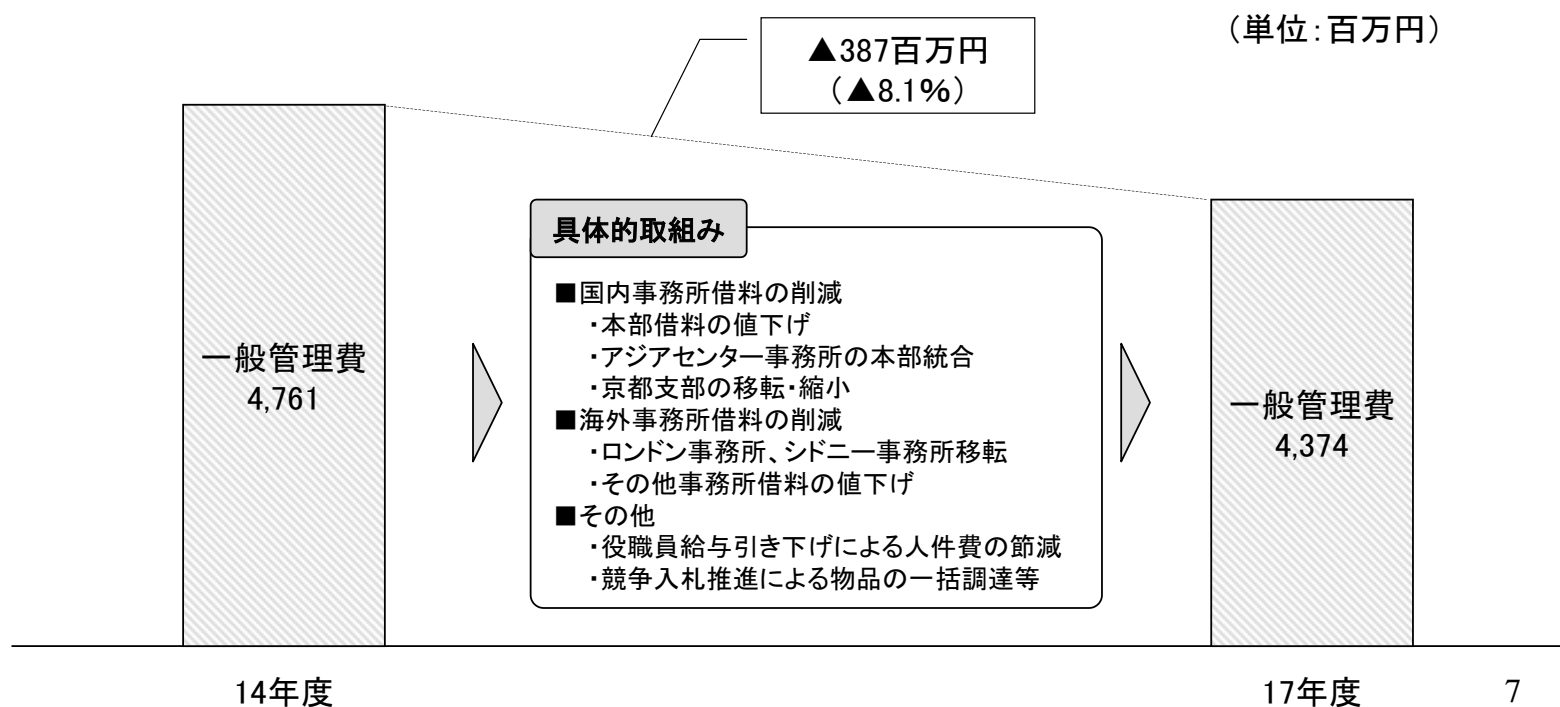 (単位:百万円)
▲387百万円
(▲8.1%)
一般管理費
4,761
具体的取組み
■国内事務所借料の削減
・本部借料の値下げ
・アジアセンター事務所の本部統合
・京都支部の移転・縮小
■海外事務所借料の削減
・ロンドン事務所、シドニー事務所移転
・その他事務所借料の値下げ
■その他
・役職員給与引き下げによる人件費の節減
・競争入札推進による物品の一括調達等
一般管理費
4,374
14年度
17年度
7